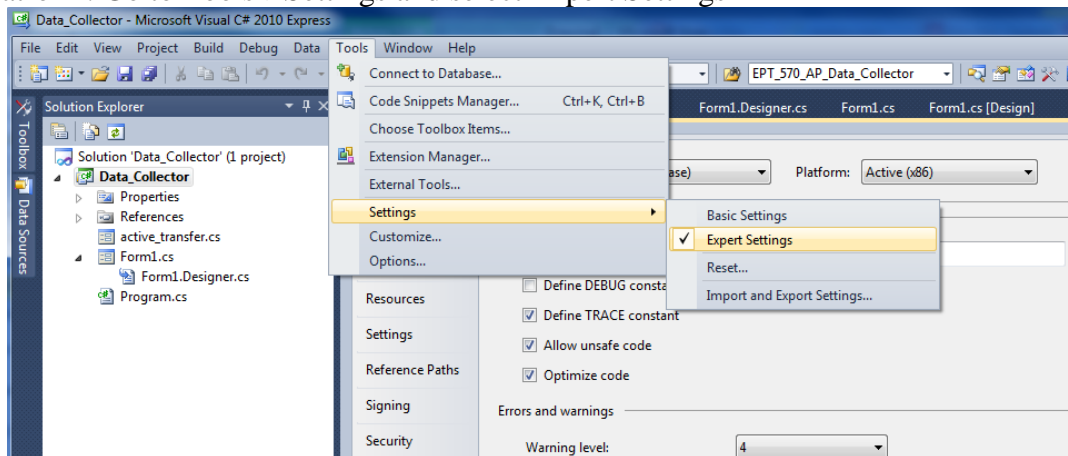 Data_Collector - Microsoft Visual C# 2010 Express
File Edit View Project Build Debug Data Tools Window Help
EPT_570_AP_Data_Collector
Solution Explorer
Toolbox
Data Sources
Solution 'Data_Collector' (1 project)
Data_Collector
Properties
References
active_transfer.cs
Form1.cs
Form1.Designer.cs
Program.cs
Connect to Database...
Code Snippets Manager... Ctrl+K, Ctrl+B
Choose Toolbox Items...
Extension Manager...
External Tools...
Settings
Customize...
Options...
Basic Settings
Expert Settings
Reset...
Import and Export Settings...
Form1.Designer.cs Form1.cs Form1.cs [Design]
ase) Platform: Active (x86)
Resources
Settings
Reference Paths
Signing
Security
Define DEBUG consta
Define TRACE constant
Allow unsafe code
Optimize code
Errors and warnings
Warning level: 4